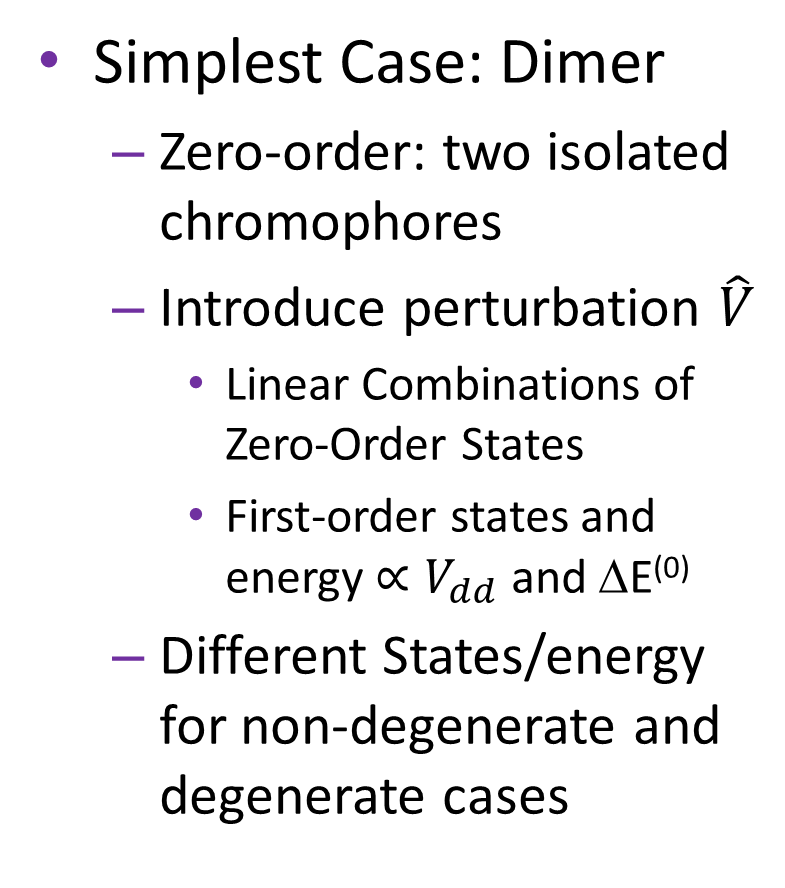 • Simplest Case: Dimer
– Zero-order: two isolated
chromophores
– Introduce perturbation V̂
• Linear Combinations of
Zero-Order States
• First-order states and
energy ∝ V_dd and ΔE⁽⁰⁾
– Different States/energy
for non-degenerate and
degenerate cases